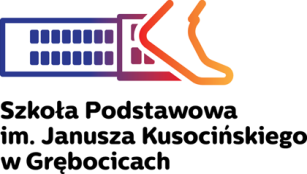 Szkoła Podstawowa
im. Janusza Kusocińskiego
w Grębocicach